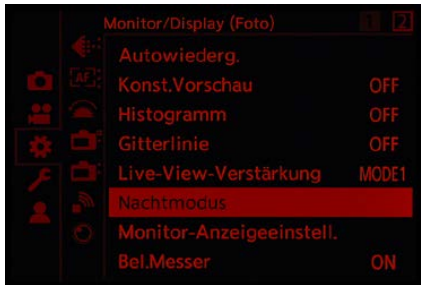 Monitor/Display (Foto) 1 2
AF
Autowiederg.
Konst.Vorschau OFF
Histogramm OFF
Gitterlinie OFF
Live-View-Verstärkung MODE1
Nachtmodus
Monitor-Anzeigeeinstell.
Bel.Messer ON